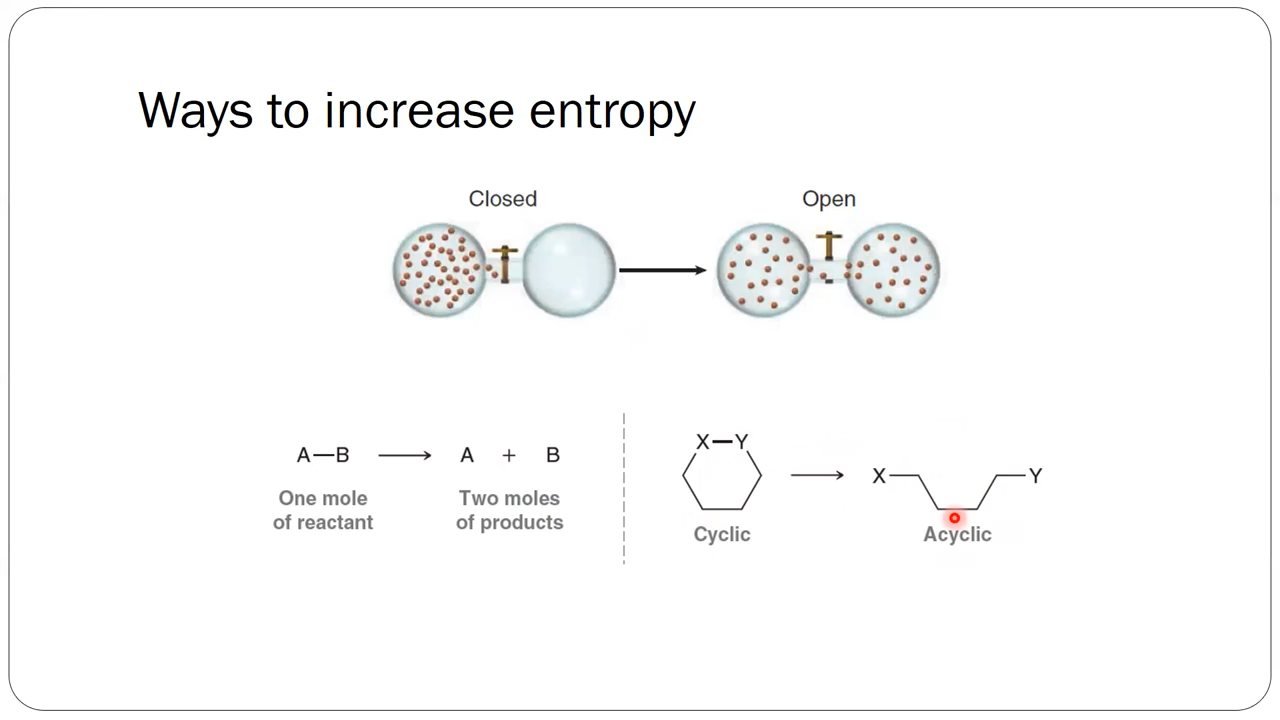 Ways to increase entropy
Closed
Open
A—B ⟶ A + B
One mole
of reactant
Two moles
of products
X—Y
X
Y
Cyclic
Acyclic